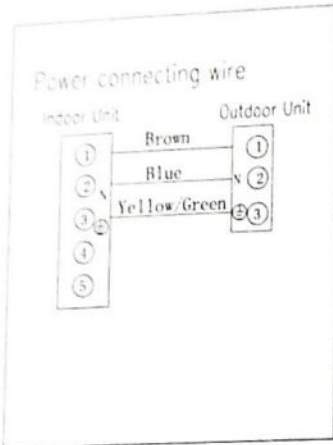 Power connecting wire
Indoor Unit
Outdoor Unit
1 Brown 1
2 N Blue N 2
3 Yellow/Green 3
4
5